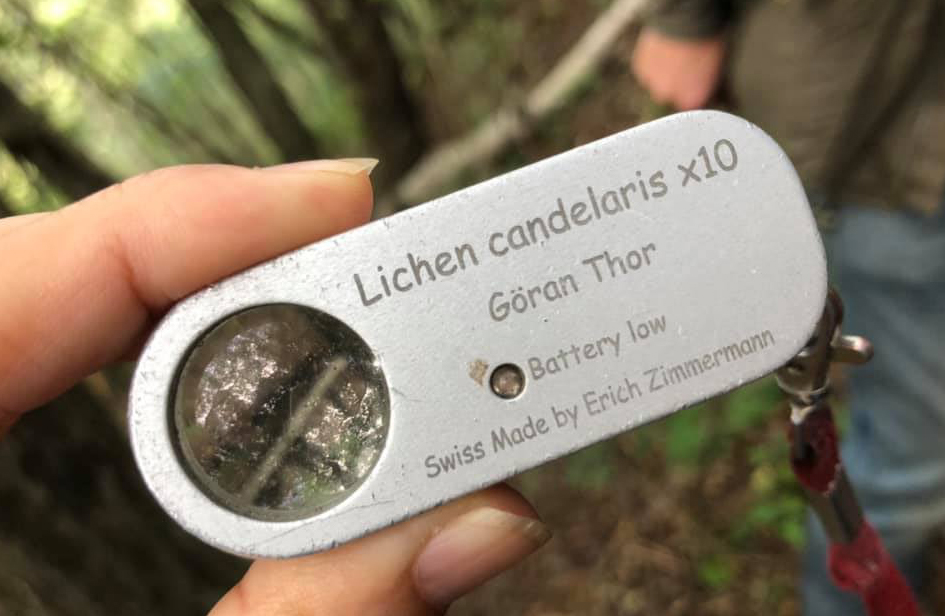 Lichen candelaris x10
Göran Thor
Battery low
Swiss Made by Erich Zimmermann